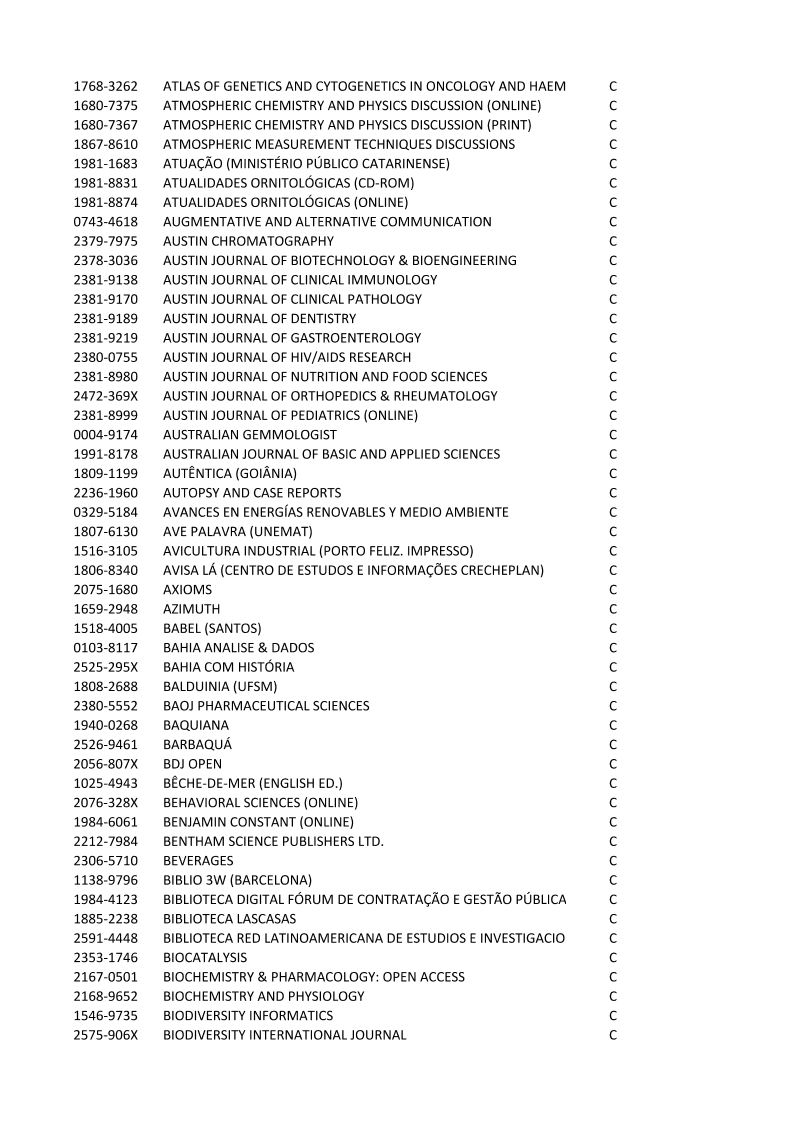 1768-3262 ATLAS OF GENETICS AND CYTOGENETICS IN ONCOLOGY AND HAEM C
1680-7375 ATMOSPHERIC CHEMISTRY AND PHYSICS DISCUSSION (ONLINE) C
1680-7367 ATMOSPHERIC CHEMISTRY AND PHYSICS DISCUSSION (PRINT) C
1867-8610 ATMOSPHERIC MEASUREMENT TECHNIQUES DISCUSSIONS C
1981-1683 ATUAÇÃO (MINISTÉRIO PÚBLICO CATARINENSE) C
1981-8831 ATUALIDADES ORNITOLÓGICAS (CD-ROM) C
1981-8874 ATUALIDADES ORNITOLÓGICAS (ONLINE) C
0743-4618 AUGMENTATIVE AND ALTERNATIVE COMMUNICATION C
2379-7975 AUSTIN CHROMATOGRAPHY C
2378-3036 AUSTIN JOURNAL OF BIOTECHNOLOGY & BIOENGINEERING C
2381-9138 AUSTIN JOURNAL OF CLINICAL IMMUNOLOGY C
2381-9170 AUSTIN JOURNAL OF CLINICAL PATHOLOGY C
2381-9189 AUSTIN JOURNAL OF DENTISTRY C
2381-9219 AUSTIN JOURNAL OF GASTROENTEROLOGY C
2380-0755 AUSTIN JOURNAL OF HIV/AIDS RESEARCH C
2381-8980 AUSTIN JOURNAL OF NUTRITION AND FOOD SCIENCES C
2472-369X AUSTIN JOURNAL OF ORTHOPEDICS & RHEUMATOLOGY C
2381-8999 AUSTIN JOURNAL OF PEDIATRICS (ONLINE) C
0004-9174 AUSTRALIAN GEMMOLOGIST C
1991-8178 AUSTRALIAN JOURNAL OF BASIC AND APPLIED SCIENCES C
1809-1199 AUTÊNTICA (GOIÂNIA) C
2236-1960 AUTOPSY AND CASE REPORTS C
0329-5184 AVANCES EN ENERGÍAS RENOVABLES Y MEDIO AMBIENTE C
1807-6130 AVE PALAVRA (UNEMAT) C
1516-3105 AVICULTURA INDUSTRIAL (PORTO FELIZ. IMPRESSO) C
1806-8340 AVISA LÁ (CENTRO DE ESTUDOS E INFORMAÇÕES CRECHEPLAN) C
2075-1680 AXIOMS C
1659-2948 AZIMUTH C
1518-4005 BABEL (SANTOS) C
0103-8117 BAHIA ANALISE & DADOS C
2525-295X BAHIA COM HISTÓRIA C
1808-2688 BALDUINIA (UFSM) C
2380-5552 BAOJ PHARMACEUTICAL SCIENCES C
1940-0268 BAQUIANA C
2526-9461 BARBAQUÁ C
2056-807X BDJ OPEN C
1025-4943 BÊCHE-DE-MER (ENGLISH ED.) C
2076-328X BEHAVIORAL SCIENCES (ONLINE) C
1984-6061 BENJAMIN CONSTANT (ONLINE) C
2212-7984 BENTHAM SCIENCE PUBLISHERS LTD. C
2306-5710 BEVERAGES C
1138-9796 BIBLIO 3W (BARCELONA) C
1984-4123 BIBLIOTECA DIGITAL FÓRUM DE CONTRATAÇÃO E GESTÃO PÚBLICA C
1885-2238 BIBLIOTECA LASCASAS C
2591-4448 BIBLIOTECA RED LATINOAMERICANA DE ESTUDIOS E INVESTIGACIO C
2353-1746 BIOCATALYSIS C
2167-0501 BIOCHEMISTRY & PHARMACOLOGY: OPEN ACCESS C
2168-9652 BIOCHEMISTRY AND PHYSIOLOGY C
1546-9735 BIODIVERSITY INFORMATICS C
2575-906X BIODIVERSITY INTERNATIONAL JOURNAL C